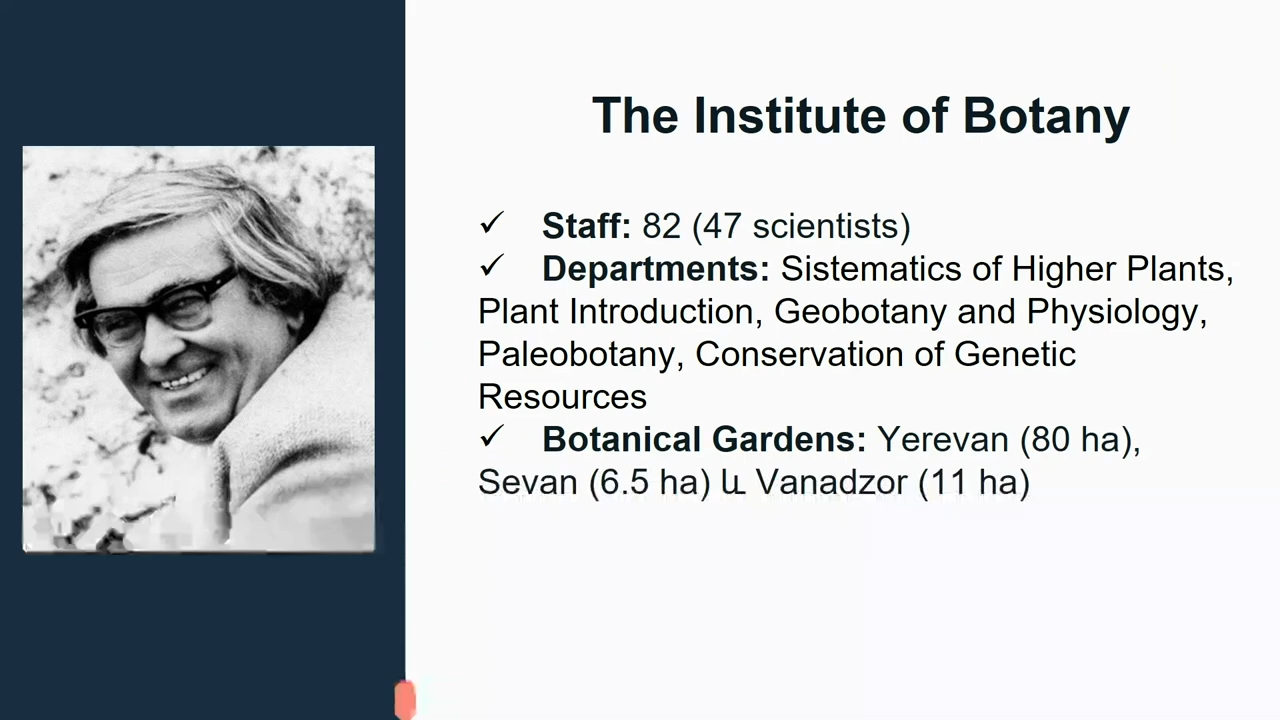 The Institute of Botany
✓ Staff: 82 (47 scientists)
✓ Departments: Sistematics of Higher Plants,
Plant Introduction, Geobotany and Physiology,
Paleobotany, Conservation of Genetic
Resources
✓ Botanical Gardens: Yerevan (80 ha),
Sevan (6.5 ha) և Vanadzor (11 ha)